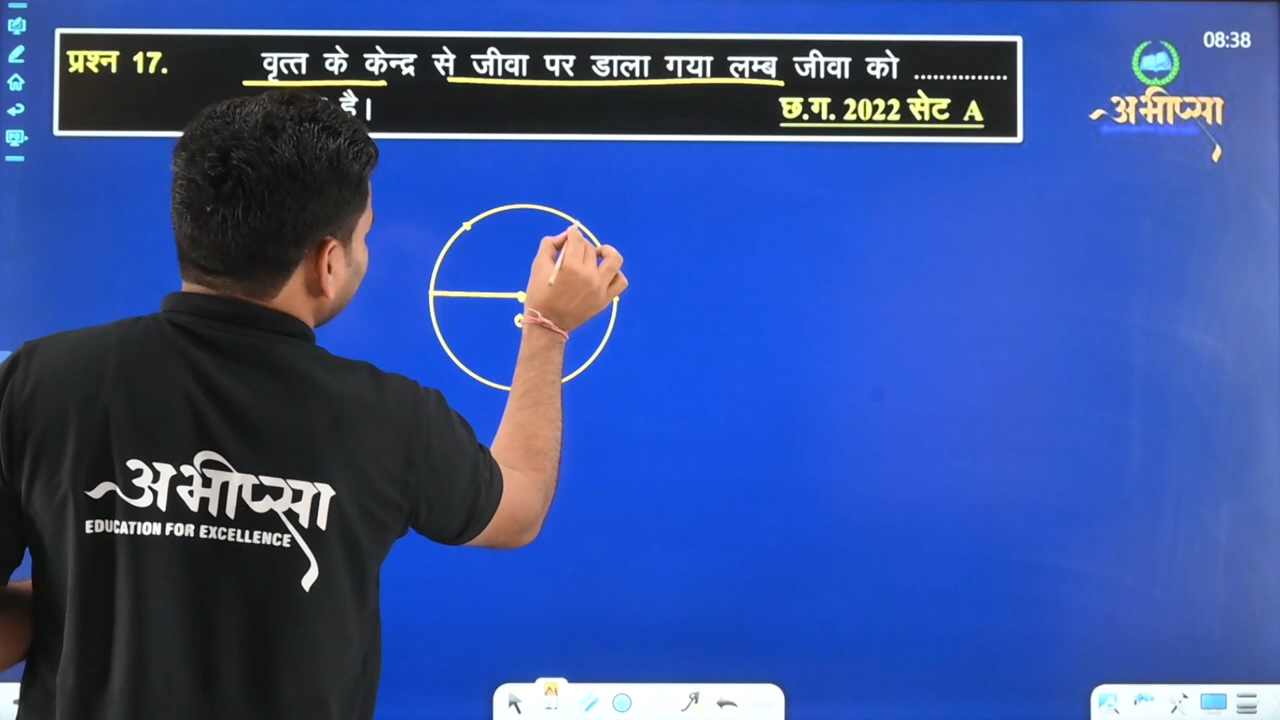 08:38
प्रश्न 17. वृत्त के केन्द्र से जीवा पर डाला गया लम्ब जीवा को ...............
है।
छ.ग. 2022 सेट A
अभीप्सा
अभीप्सा
EDUCATION FOR EXCELLENCE